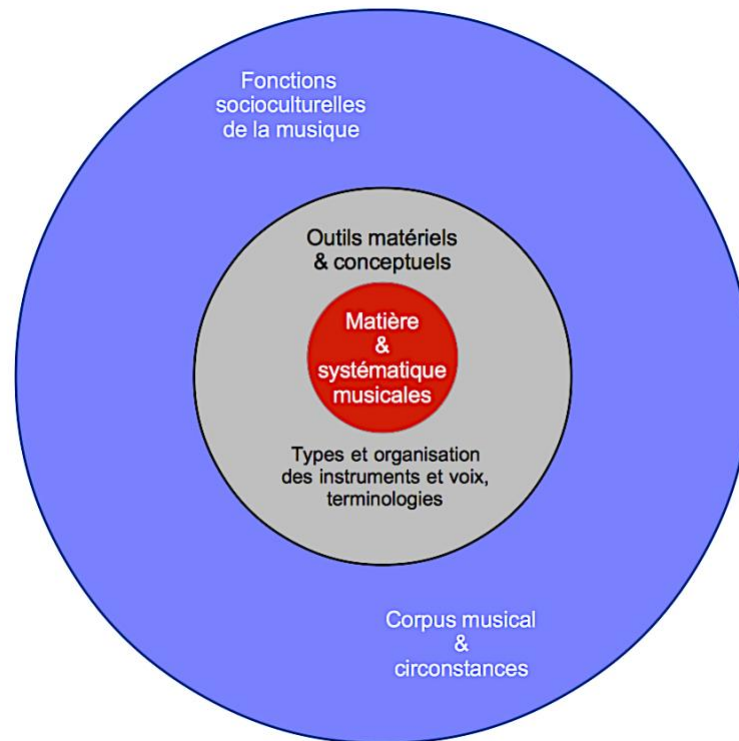 Fonctions
socioculturelles
de la musique
Outils matériels
& conceptuels
Matière
&
systématique
musicales
Types et organisation
des instruments et voix,
terminologies
Corpus musical
&
circonstances